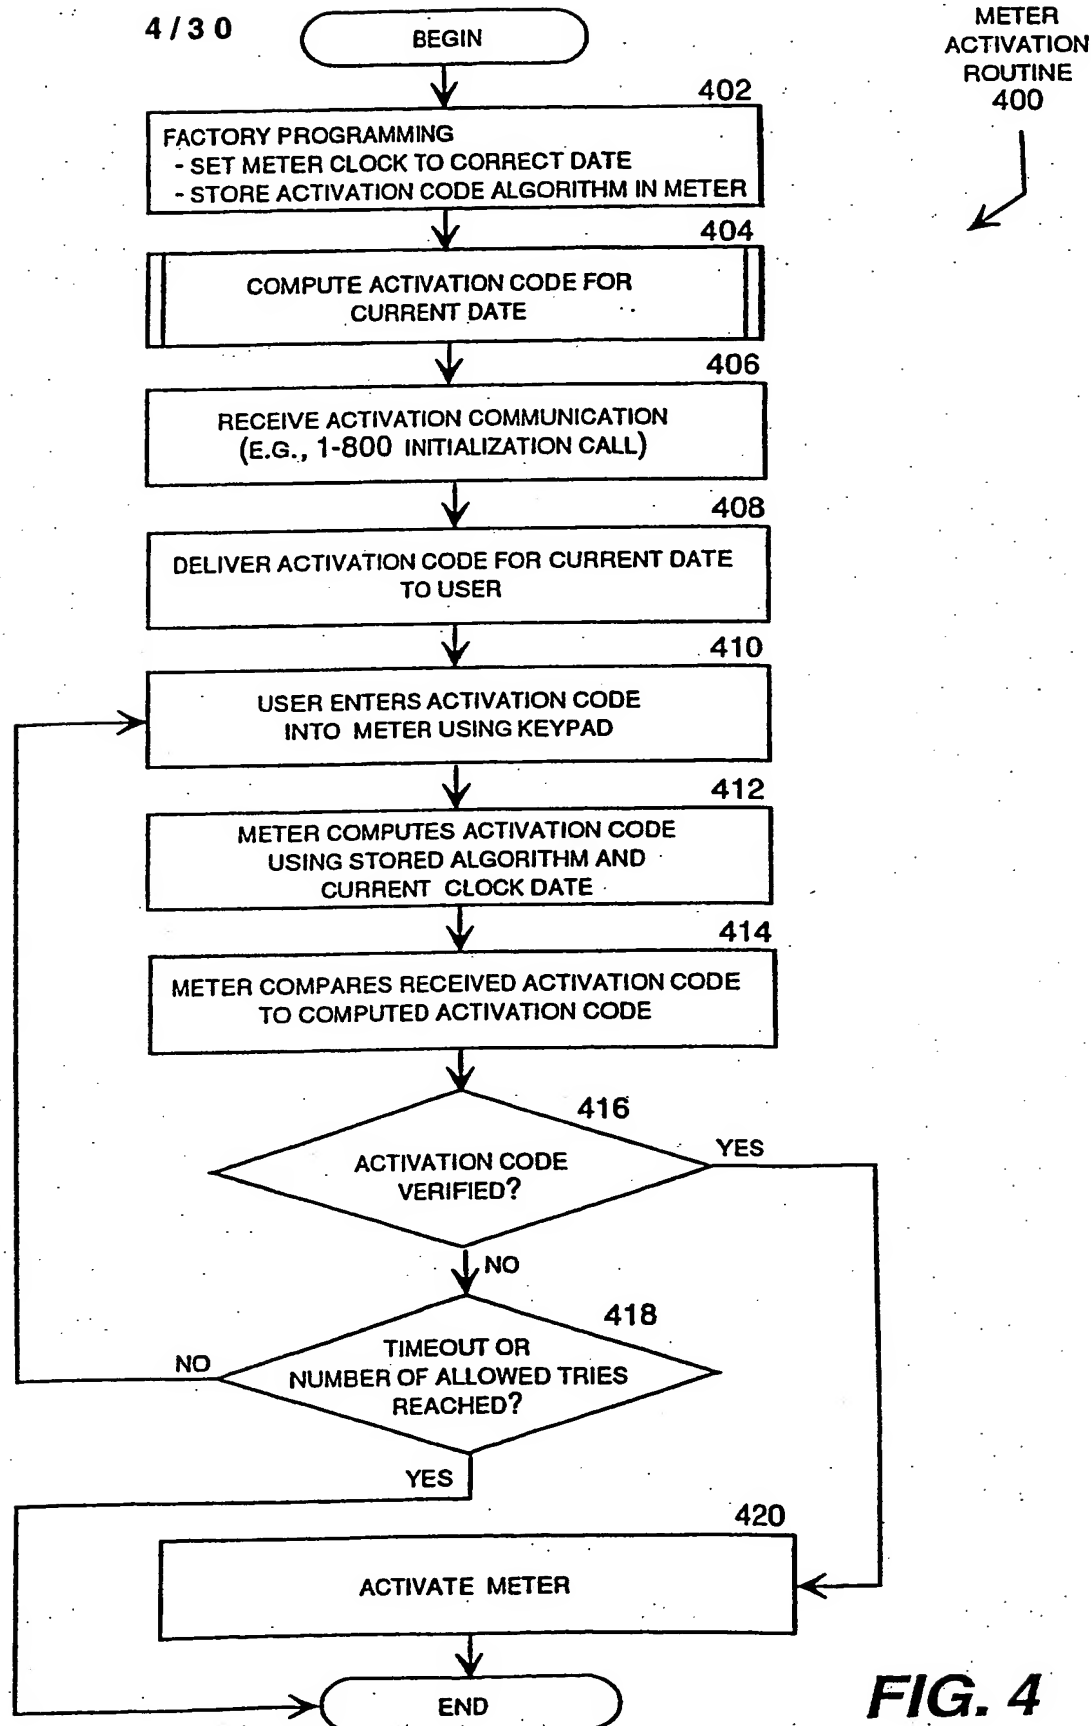 4/30
BEGIN
METER
ACTIVATION
ROUTINE
400
402
FACTORY PROGRAMMING
- SET METER CLOCK TO CORRECT DATE
- STORE ACTIVATION CODE ALGORITHM IN METER
404
COMPUTE ACTIVATION CODE FOR
CURRENT DATE
406
RECEIVE ACTIVATION COMMUNICATION
(E.G., 1-800 INITIALIZATION CALL)
408
DELIVER ACTIVATION CODE FOR CURRENT DATE
TO USER
410
USER ENTERS ACTIVATION CODE
INTO METER USING KEYPAD
412
METER COMPUTES ACTIVATION CODE
USING STORED ALGORITHM AND
CURRENT CLOCK DATE
414
METER COMPARES RECEIVED ACTIVATION CODE
TO COMPUTED ACTIVATION CODE
416
ACTIVATION CODE
VERIFIED?
YES
NO
418
TIMEOUT OR
NUMBER OF ALLOWED TRIES
REACHED?
NO
YES
420
ACTIVATE METER
END
FIG. 4